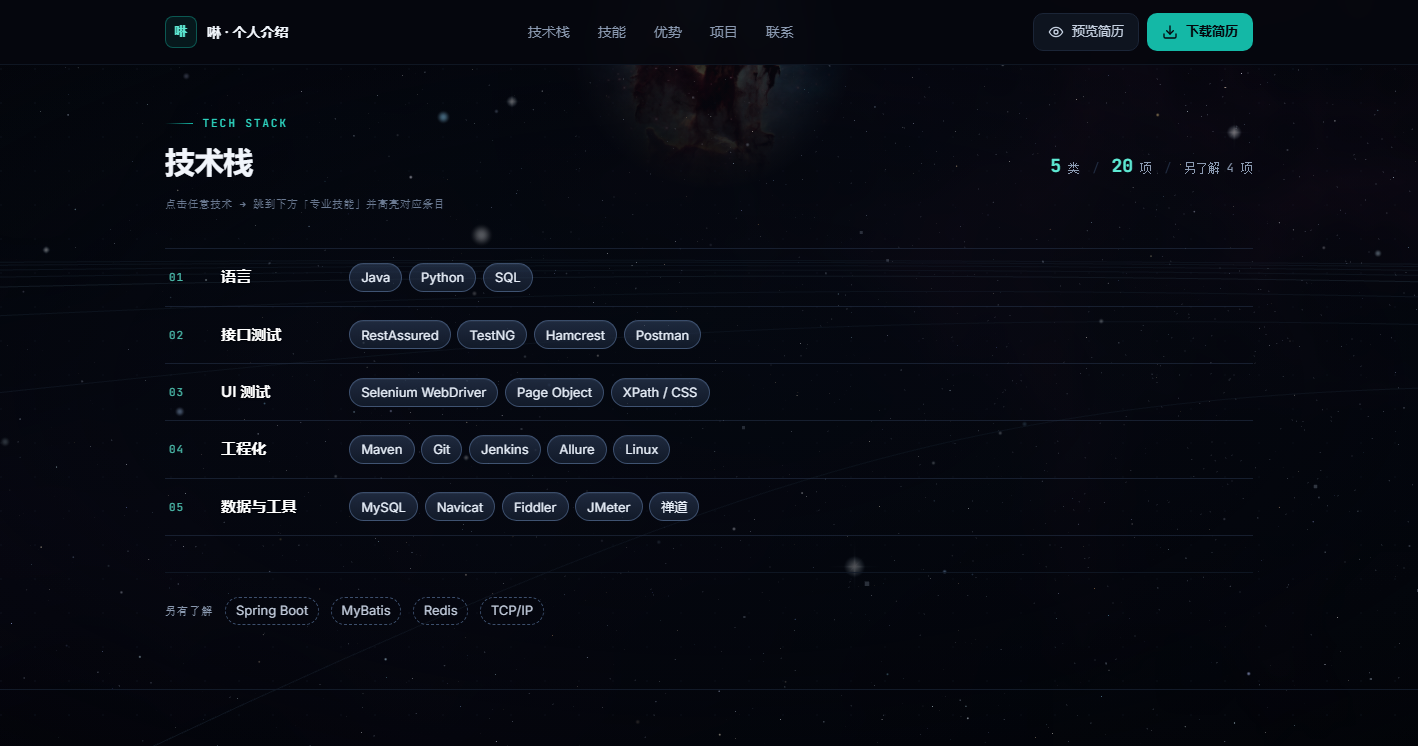 咻 咻 · 个人介绍 技术栈 技能 优势 项目 联系 预览简历 下载简历
TECH STACK
技术栈
5 类 / 20 项 / 另了解 4 项
点击任意技术 → 跳到下方「专业技能」并高亮对应条目
01 语言 Java Python SQL
02 接口测试 RestAssured TestNG Hamcrest Postman
03 UI 测试 Selenium WebDriver Page Object XPath / CSS
04 工程化 Maven Git Jenkins Allure Linux
05 数据与工具 MySQL Navicat Fiddler JMeter 禅道
另有了解 Spring Boot MyBatis Redis TCP/IP